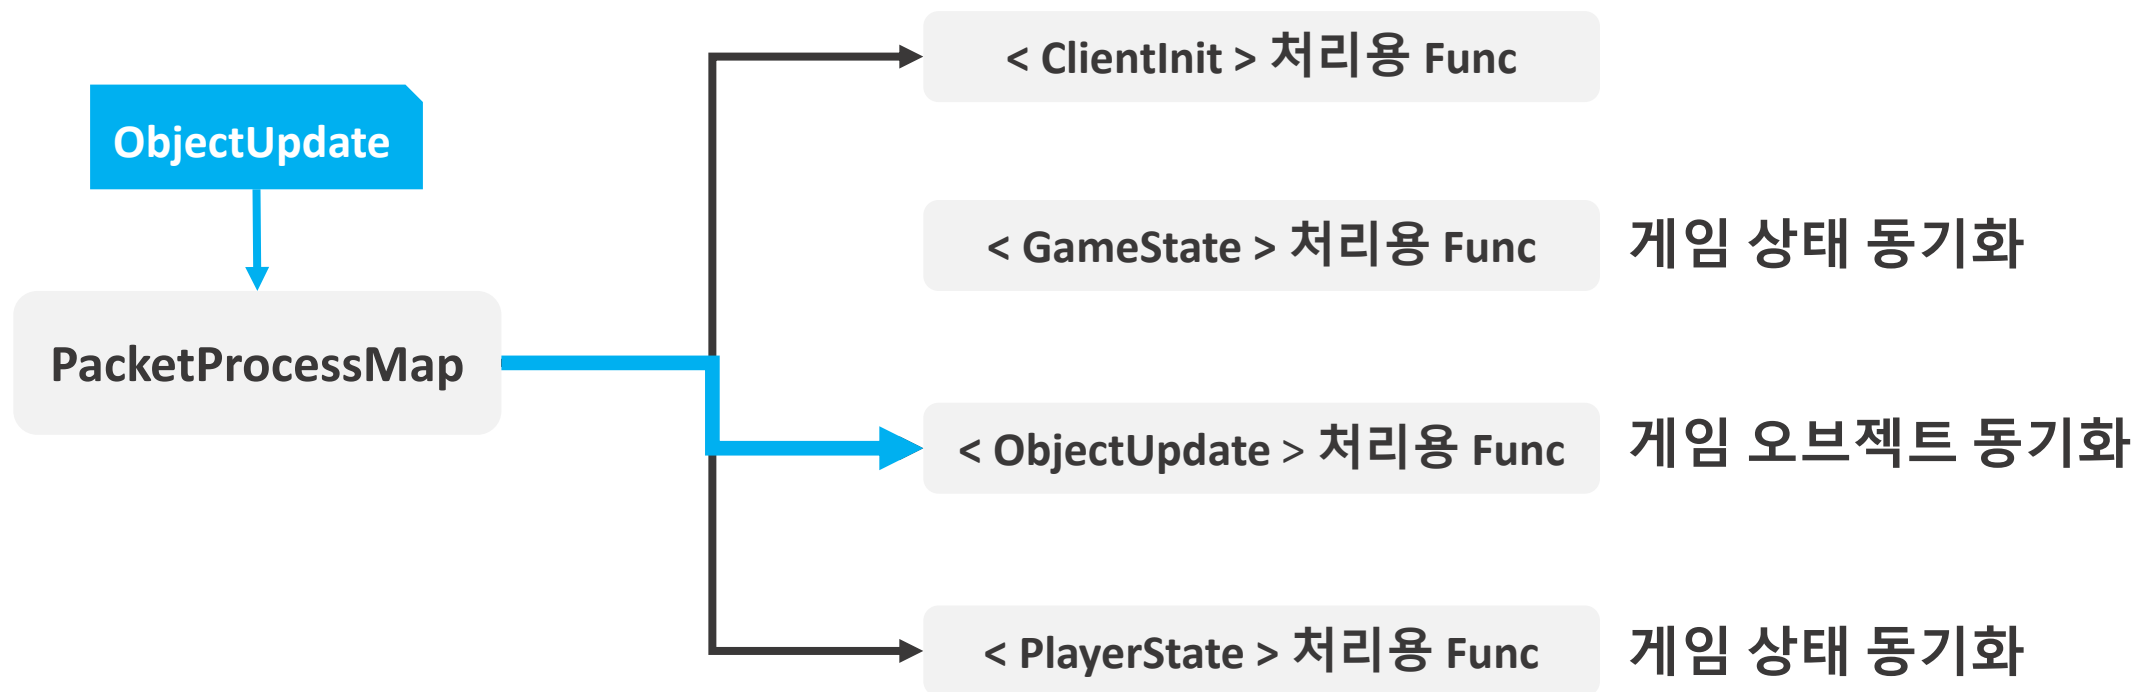 ObjectUpdate
PacketProcessMap
< ClientInit > 처리용 Func
< GameState > 처리용 Func
게임 상태 동기화
< ObjectUpdate > 처리용 Func
게임 오브젝트 동기화
< PlayerState > 처리용 Func
게임 상태 동기화